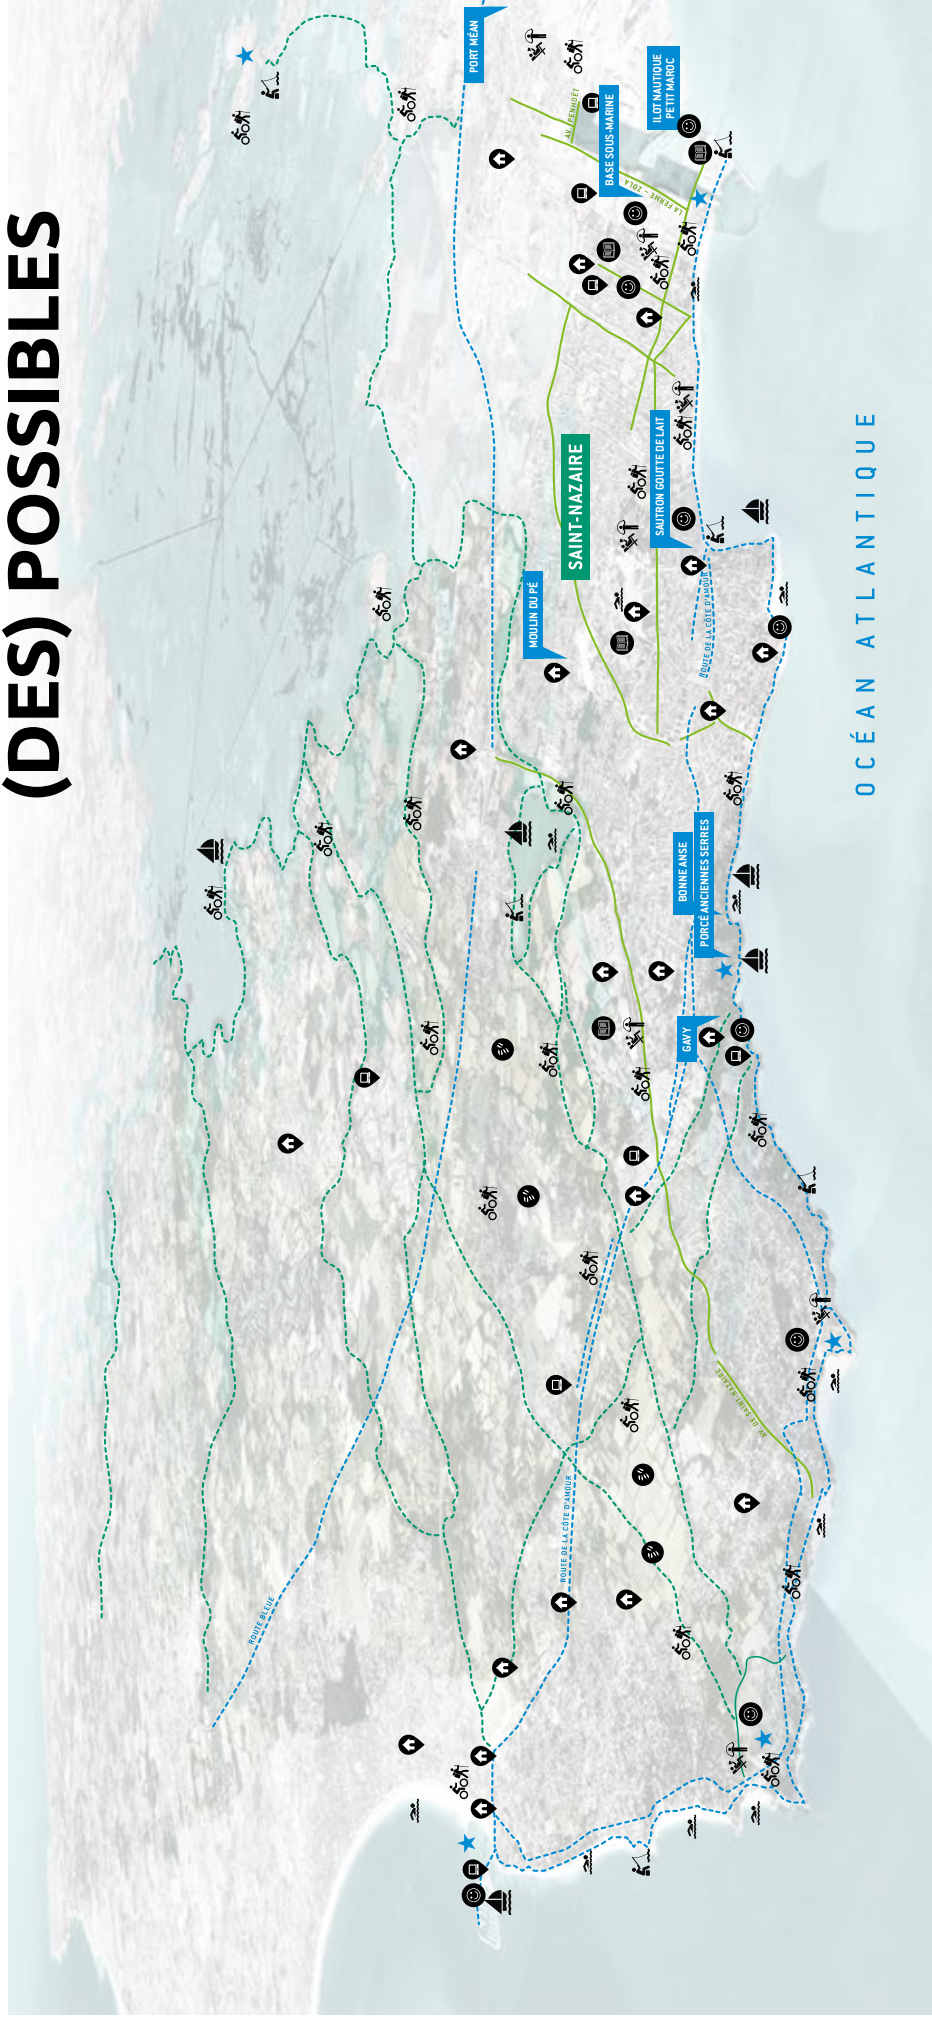 (DES) POSSIBLES
PORT MÉAN
ILOT NAUTIQUE
PETIT MAROC
AV. PENHOËT
BASE SOUS-MARINE
LA FERNE - ZOLA
SAINT-NAZAIRE
SAUTRON GOUTTE DE LAIT
MOULIN DU PÉ
ROUTE DE LA CÔTE D'AMOUR
OCÉAN ATLANTIQUE
BONNE ANSE
PORCÉ ANCIENNES SERRES
GAVY
AV. DE SAINT-NAZAIRE
ROUTE DE LA CÔTE D'AMOUR
ROUTE BLEUE